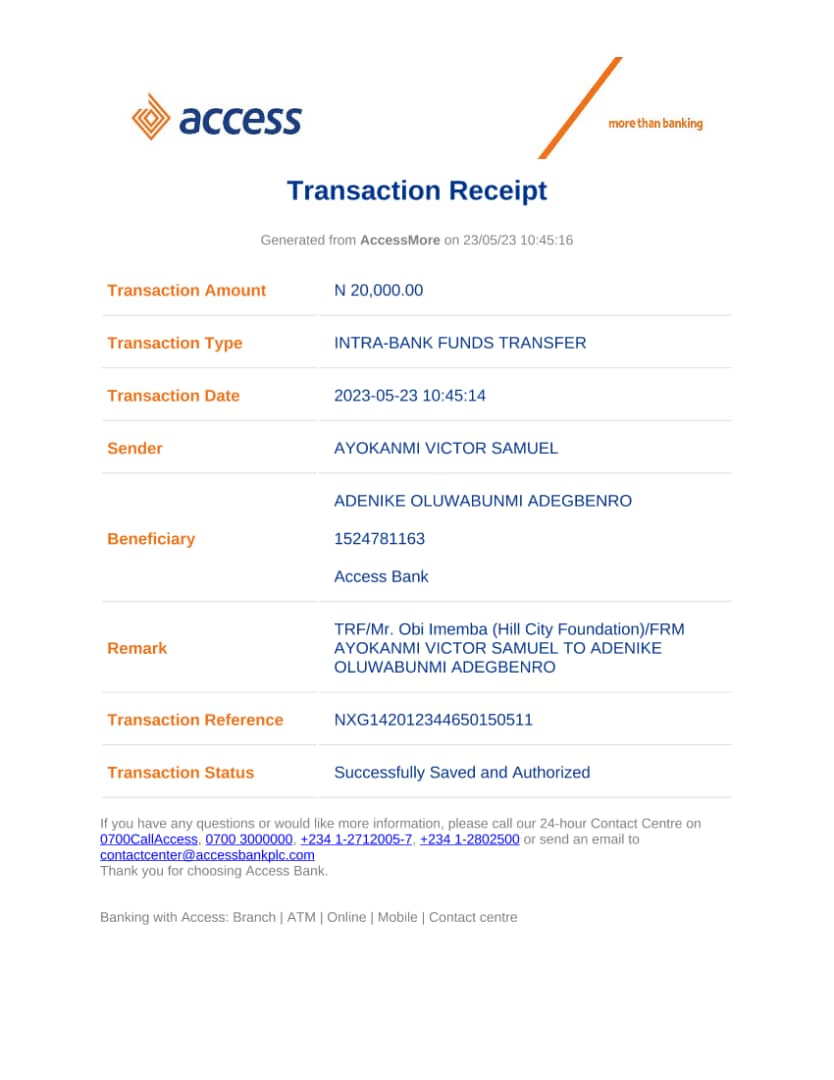 access
more than banking
Transaction Receipt
Generated from AccessMore on 23/05/23 10:45:16
Transaction Amount N 20,000.00
Transaction Type INTRA-BANK FUNDS TRANSFER
Transaction Date 2023-05-23 10:45:14
Sender AYOKANMI VICTOR SAMUEL
ADENIKE OLUWABUNMI ADEGBENRO
Beneficiary 1524781163
Access Bank
TRF/Mr. Obi Imemba (Hill City Foundation)/FRM
Remark AYOKANMI VICTOR SAMUEL TO ADENIKE
OLUWABUNMI ADEGBENRO
Transaction Reference NXG142012344650150511
Transaction Status Successfully Saved and Authorized
If you have any questions or would like more information, please call our 24-hour Contact Centre on
0700CallAccess, 0700 3000000, +234 1-2712005-7, +234 1-2802500 or send an email to
contactcenter@accessbankplc.com
Thank you for choosing Access Bank.
Banking with Access: Branch | ATM | Online | Mobile | Contact centre